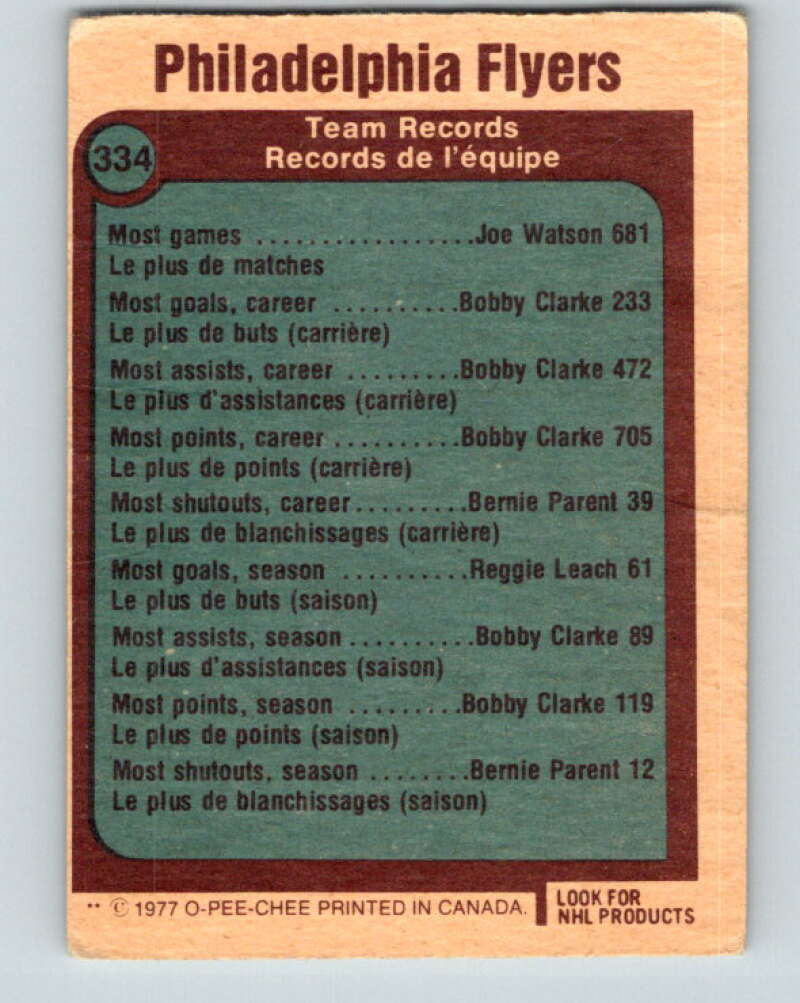 Philadelphia Flyers
334
Team Records
Records de l'équipe
Most games .................Joe Watson 681
Le plus de matches
Most goals, career ..........Bobby Clarke 233
Le plus de buts (carrière)
Most assists, career .........Bobby Clarke 472
Le plus d'assistances (carrière)
Most points, career ..........Bobby Clarke 705
Le plus de points (carrière)
Most shutouts, career.........Bernie Parent 39
Le plus de blanchissages (carrière)
Most goals, season ..........Reggie Leach 61
Le plus de buts (saison)
Most assists, season ..........Bobby Clarke 89
Le plus d'assistances (saison)
Most points, season .........Bobby Clarke 119
Le plus de points (saison)
Most shutouts, season ........Bernie Parent 12
Le plus de blanchissages (saison)
** © 1977 O-PEE-CHEE PRINTED IN CANADA.
LOOK FOR
NHL PRODUCTS